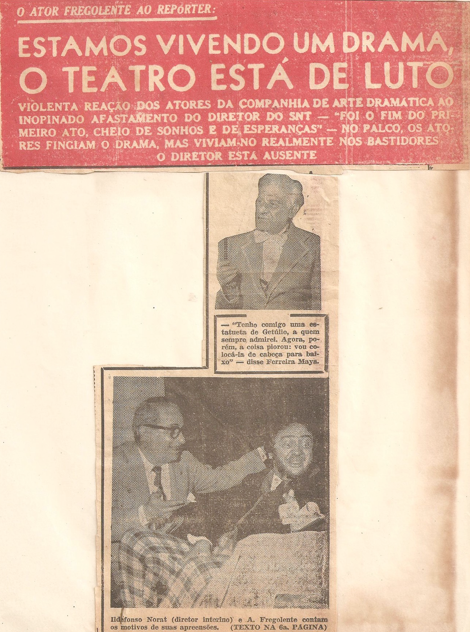 O ATOR FREGOLENTE AO REPÓRTER:
ESTAMOS VIVENDO UM DRAMA,
O TEATRO ESTÁ DE LUTO
VIOLENTA REAÇÃO DOS ATORES DA COMPANHIA DE ARTE DRAMÁTICA AO
INOPINADO AFASTAMENTO DO DIRETOR DO SNT — "FOI O FIM DO PRI-
MEIRO ATO, CHEIO DE SONHOS E DE ESPERANÇAS" — NO PALCO, OS ATO-
RES FINGIAM O DRAMA, MAS VIVIAM-NO REALMENTE NOS BASTIDORES
O DIRETOR ESTÁ AUSENTE
— "Tenho comigo uma es-
tatueta de Getúlio, a quem
sempre admirei. Agora, po-
rém, a coisa piorou: vou co-
locá-la de cabeça para bai-
xo" — disse Ferreira Maya.
Ildefonso Norat (diretor interino) e A. Fregolente contam
os motivos de suas apreensões. (TEXTO NA 6a. PÁGINA)